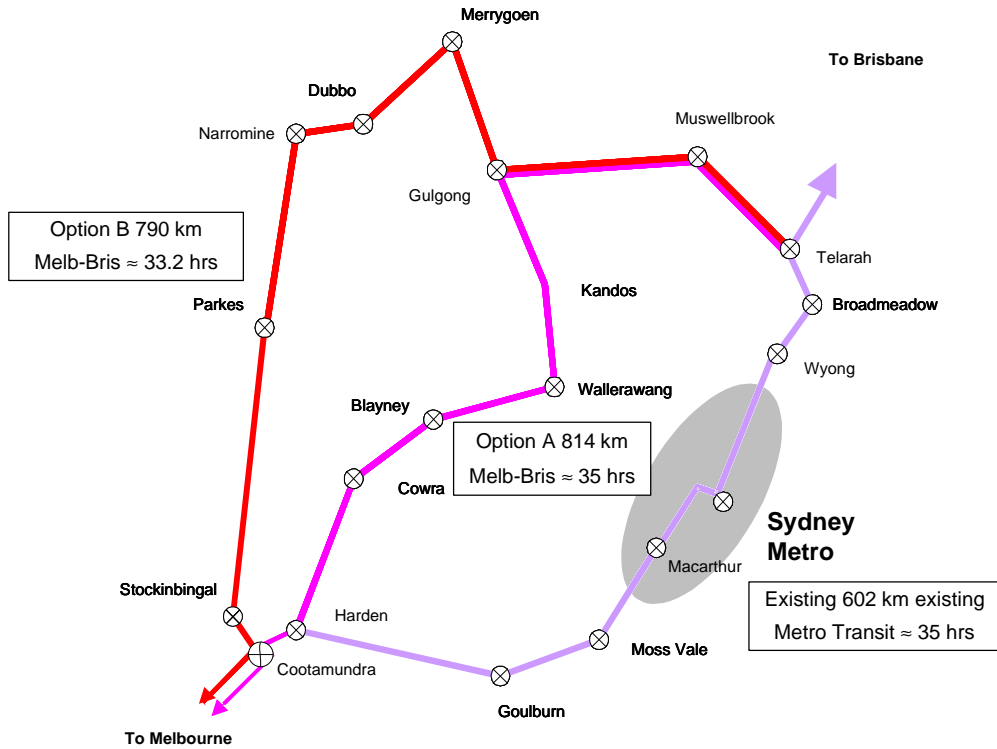 Merrygoen
To Brisbane
Dubbo
Narromine
Muswellbrook
Gulgong
Option B 790 km
Melb-Bris ≈ 33.2 hrs
Telarah
Kandos
Parkes
Broadmeadow
Wyong
Wallerawang
Blayney
Option A 814 km
Melb-Bris ≈ 35 hrs
Cowra
Sydney
Metro
Macarthur
Stockinbingal
Harden
Existing 602 km existing
Metro Transit ≈ 35 hrs
Moss Vale
Cootamundra
Goulburn
To Melbourne